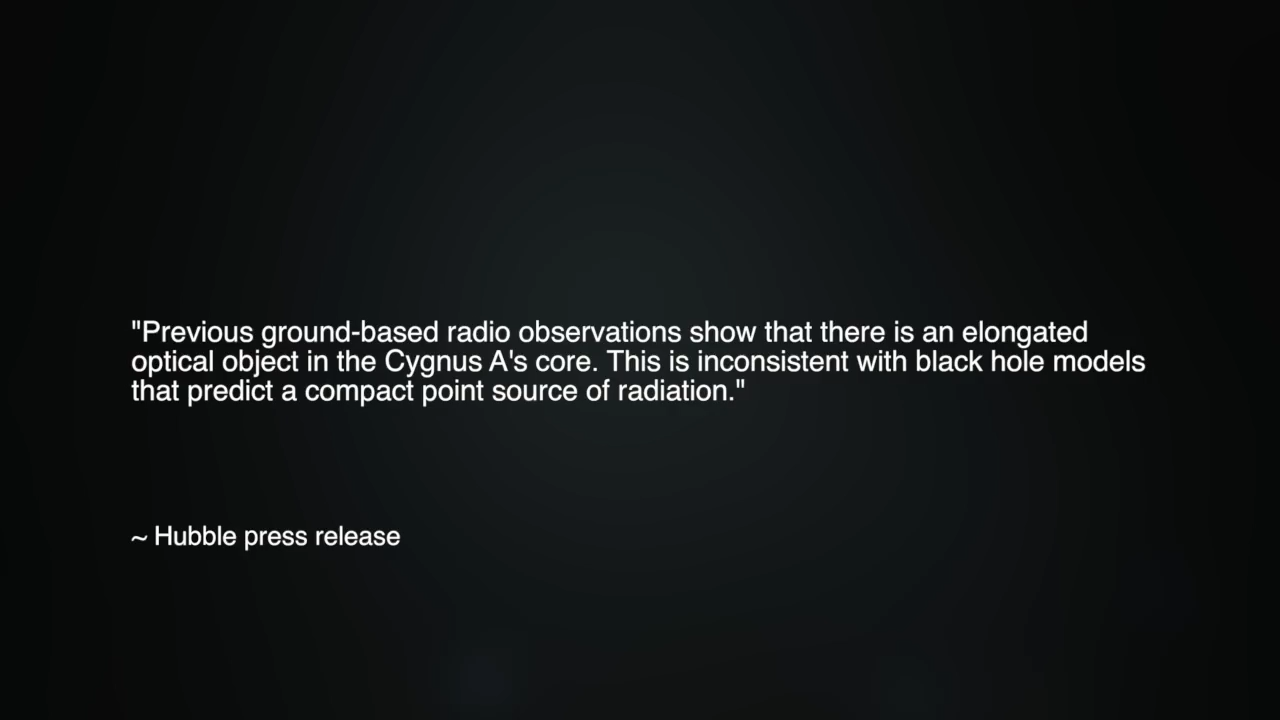 "Previous ground-based radio observations show that there is an elongated
optical object in the Cygnus A's core. This is inconsistent with black hole models
that predict a compact point source of radiation."
~ Hubble press release